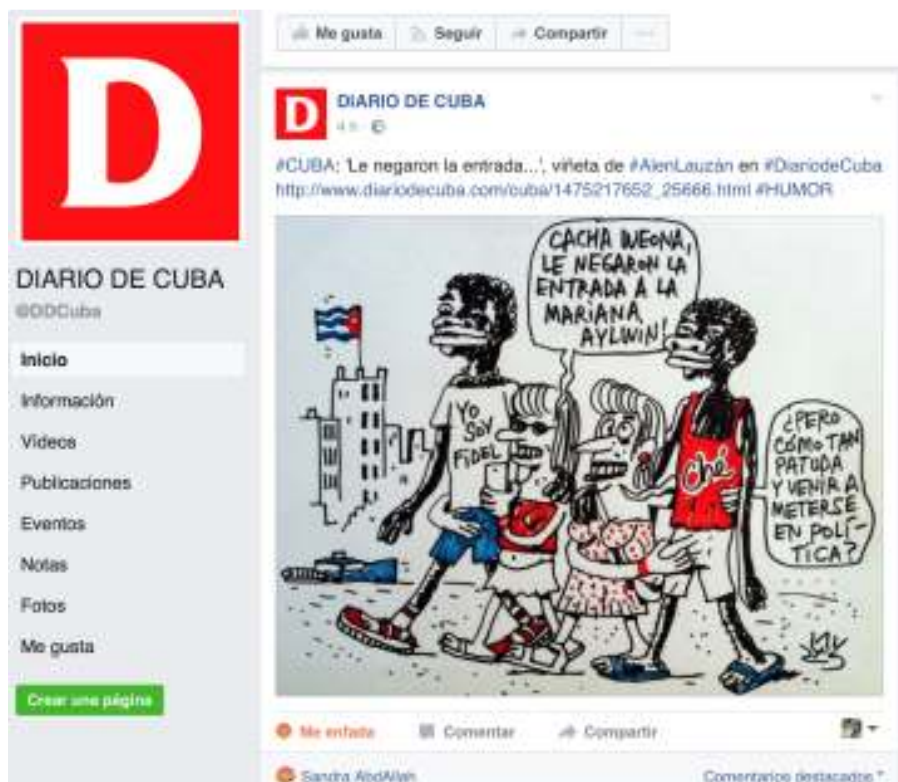 D
DIARIO DE CUBA
@DDCuba
Inicio
Información
Vídeos
Publicaciones
Eventos
Notas
Fotos
Me gusta
Crear una página
Me gusta
Seguir
Compartir
D
DIARIO DE CUBA
4 h
#CUBA: 'Le negaron la entrada...', viñeta de #AlenLauzán en #DiariodeCuba
http://www.diariodecuba.com/cuba/1475217652_25666.html #HUMOR
CACHA WEONA,
LE NEGARON LA
ENTRADA A LA
MARIANA
AYLWIN!
YO
SOY
FIDEL
Ché
¿PERO
CÓMO TAN
PATUDA
Y VENIR A
METERSE
EN POLÍ-
TICA?
Me enfada
Comentar
Compartir
Sandra AbdAllah
Comentarios destacados